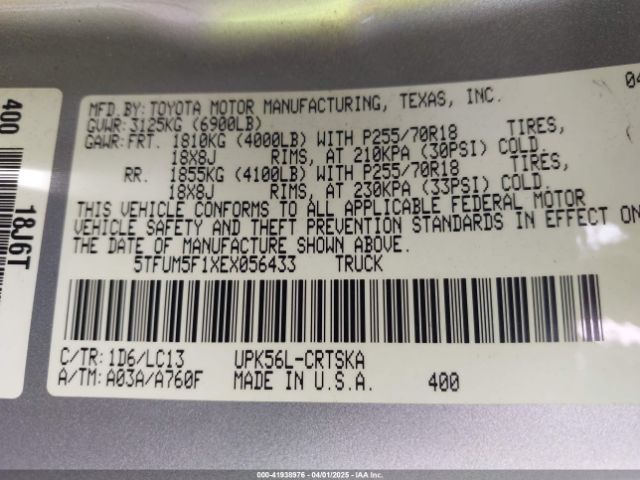 MFD.BY: TOYOTA MOTOR MANUFACTURING, TEXAS, INC.
04
GVWR: 3125KG (6900LB)
GAWR: FRT. 1810KG (4000LB) WITH P255/70R18 TIRES,
18X8J RIMS, AT 210KPA (30PSI) COLD.
RR. 1855KG (4100LB) WITH P255/70R18 TIRES,
18X8J RIMS, AT 230KPA (33PSI) COLD.
THIS VEHICLE CONFORMS TO ALL APPLICABLE FEDERAL MOTOR
VEHICLE SAFETY AND THEFT PREVENTION STANDARDS IN EFFECT ON
THE DATE OF MANUFACTURE SHOWN ABOVE.
5TFUM5F1XEX056433 TRUCK
C/TR: 1D6/LC13 UPK56L-CRTSKA
A/TM: A03A/A760F MADE IN U.S.A. 400
400
18J6T
000-41938976 - 04/01/2025 - IAAI Copart